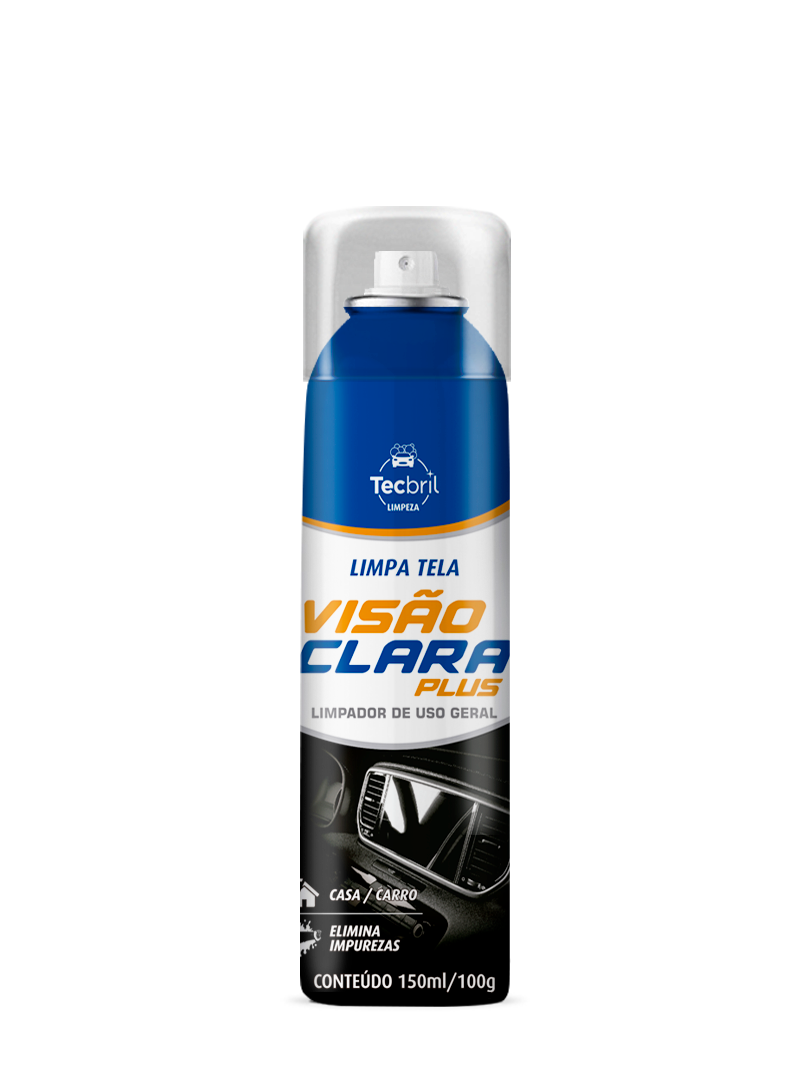 Tecbril
LIMPEZA
LIMPA TELA
VISÃO
CLARA
PLUS
LIMPADOR DE USO GERAL
CASA / CARRO
ELIMINA
IMPUREZAS
CONTEÚDO 150ml/100g